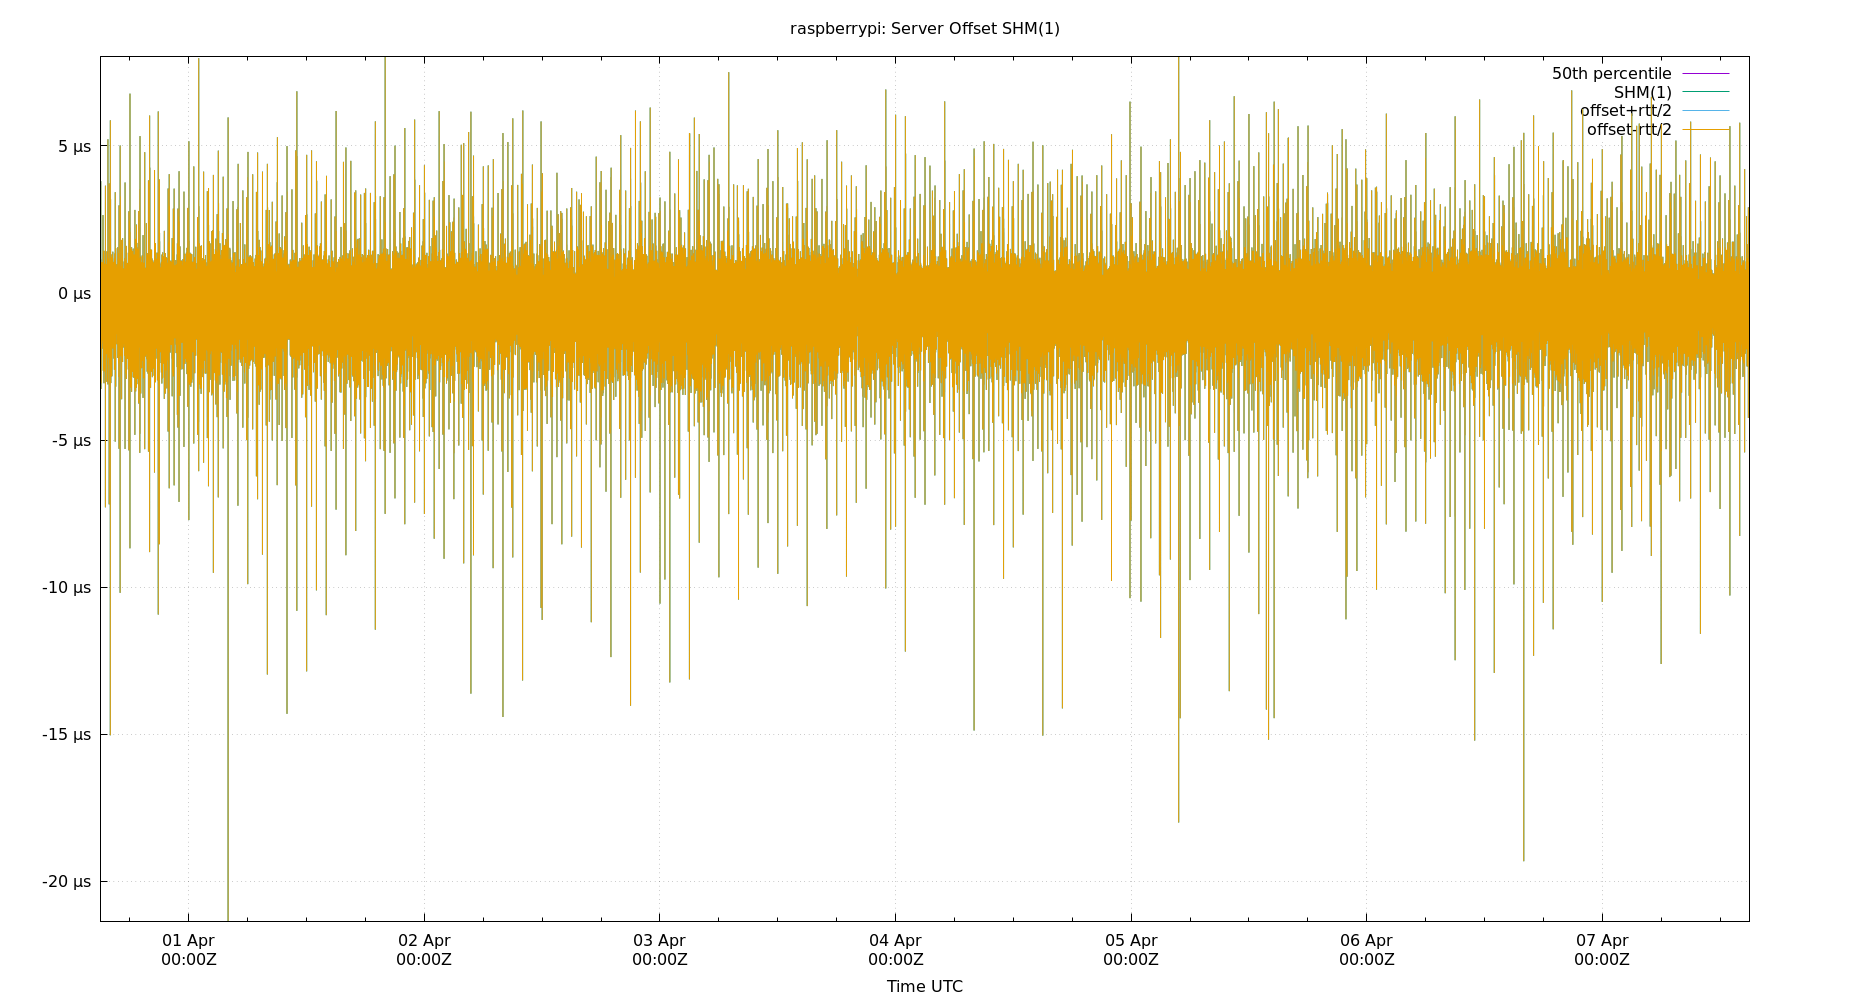 raspberrypi: Server Offset SHM(1)
50th percentile
SHM(1)
offset+rtt/2
offset-rtt/2
5 µs
0 µs
-5 µs
-10 µs
-15 µs
-20 µs
01 Apr 02 Apr 03 Apr 04 Apr 05 Apr 06 Apr 07 Apr
00:00Z 00:00Z 00:00Z 00:00Z 00:00Z 00:00Z 00:00Z
Time UTC